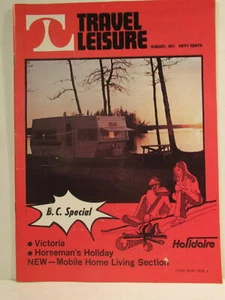 TRAVEL
LEISURE
AUGUST, 1971, FIFTY CENTS
B.C. Special
• Victoria
• Horseman's Holiday
NEW—Mobile Home Living Section
Holidaire